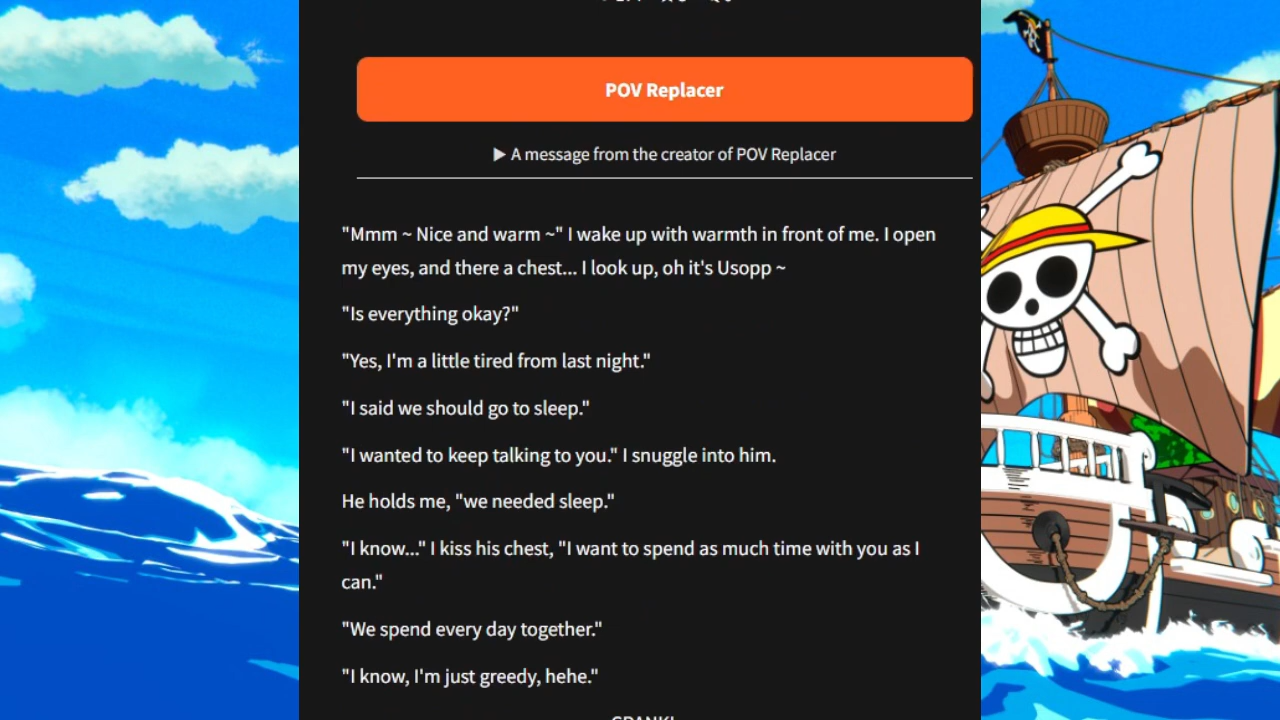 POV Replacer
▶ A message from the creator of POV Replacer
"Mmm ~ Nice and warm ~" I wake up with warmth in front of me. I open
my eyes, and there a chest... I look up, oh it's Usopp ~
"Is everything okay?"
"Yes, I'm a little tired from last night."
"I said we should go to sleep."
"I wanted to keep talking to you." I snuggle into him.
He holds me, "we needed sleep."
"I know..." I kiss his chest, "I want to spend as much time with you as I
can."
"We spend every day together."
"I know, I'm just greedy, hehe."